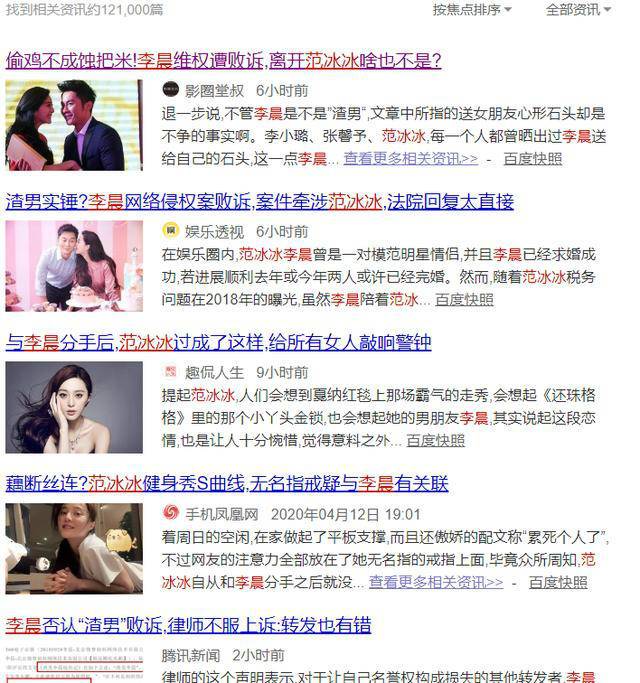 找到相关资讯约121,000篇 按焦点排序 全部资讯
偷鸡不成蚀把米!李晨维权遭败诉,离开范冰冰啥也不是?
影圈堂叔 6小时前
退一步说,不管李晨是不是”渣男“,文章中所指的送女朋友心形石头却是
不争的事实啊。李小璐、张馨予、范冰冰,每一个人都曾晒出过李晨送
给自己的石头,这一点李晨... 查看更多相关资讯>> - 百度快照
渣男实锤?李晨网络侵权案败诉,案件牵涉范冰冰,法院回复太直接
娱乐透视 6小时前
在娱乐圈内,范冰冰李晨曾是一对模范明星情侣,并且李晨已经求婚成
功,若进展顺利去年或今年两人或许已经完婚。然而,随着范冰冰税务
问题在2018年的曝光,虽然李晨陪着范冰... 百度快照
与李晨分手后,范冰冰过成了这样,给所有女人敲响警钟
趣侃人生 9小时前
提起范冰冰,人们会想到戛纳红毯上那场霸气的走秀,会想起《还珠格
格》里的那个小丫头金锁,也会想起她的男朋友李晨,其实说起这段恋
情,也是让人十分惋惜,觉得意料之外... 百度快照
藕断丝连?范冰冰健身秀S曲线,无名指戒疑与李晨有关联
手机凤凰网 2020年04月12日 19:01
着周日的空闲,在家做起了平板支撑,而且还傲娇的配文称“累死个人了”,
不过网友的注意力全部放在了她无名指的戒指上面,毕竟众所周知,范
冰冰自从和李晨分手之后就没... 查看更多相关资讯>> - 百度快照
李晨否认“渣男”败诉,律师不服上诉:转发也有错
腾讯新闻 2小时前
律师的这个声明表示,对于让自己名誉权构成损失的其他转发者,李晨